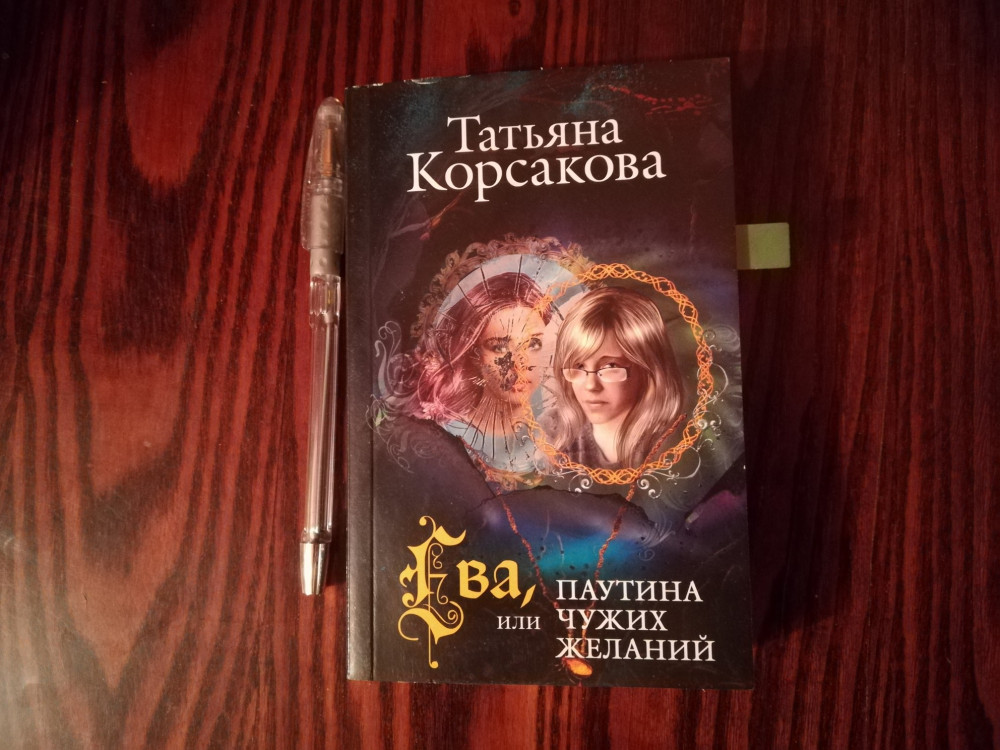 Татьяна
Корсакова
Ева,
или
ПАУТИНА
ЧУЖИХ
ЖЕЛАНИЙ